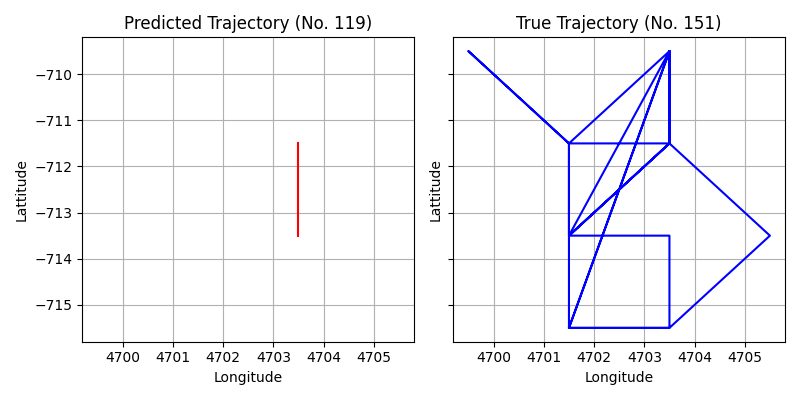 Predicted Trajectory (No. 119)
True Trajectory (No. 151)
−710
−711
−712
−713
−714
−715
Lattitude
Lattitude
4700 4701 4702 4703 4704 4705
4700 4701 4702 4703 4704 4705
Longitude
Longitude